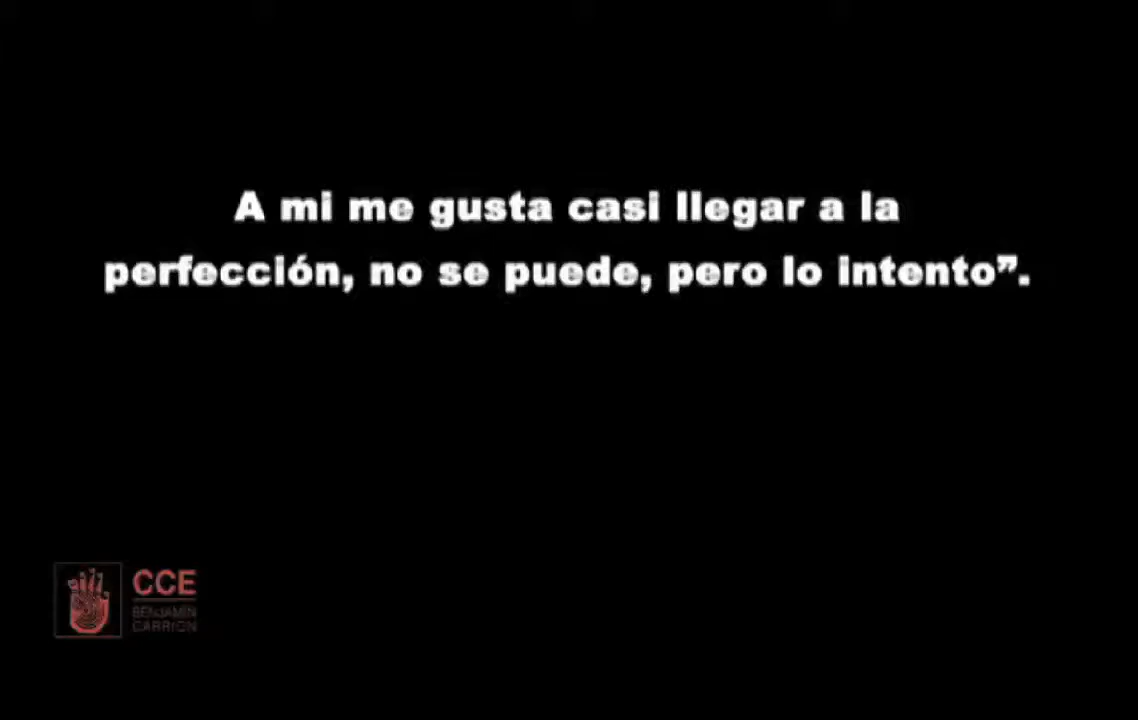 A mi me gusta casi llegar a la
perfección, no se puede, pero lo intento”.
CCE
BENJAMÍN
CARRIÓN